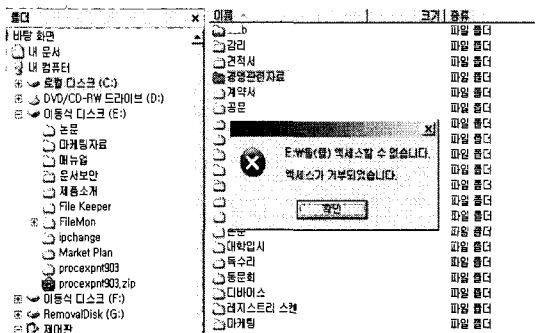 폴더 ×
바탕 화면
내 문서
내 컴퓨터
로컬 디스크 (C:)
DVD/CD-RW 드라이브 (D:)
이동식 디스크 (E:)
논문
마케팅자료
매뉴얼
문서보안
제품소개
File Keeper
FileMon
ipchange
Market Plan
procexpnt903
procexpnt903.zip
이동식 디스크 (F:)
RemovalDisk (G:)
제어판
이름 크기 종류
__b 파일 폴더
감리 파일 폴더
견적서 파일 폴더
경영관련자료 파일 폴더
계약서 파일 폴더
공문 파일 폴더
파일 폴더
파일 폴더
파일 폴더
파일 폴더
파일 폴더
파일 폴더
파일 폴더
논문 파일 폴더
대학입시 파일 폴더
독수리 파일 폴더
동문회 파일 폴더
디바이스 파일 폴더
레지스트리 스캔 파일 폴더
마케팅 파일 폴더
E:₩을(를) 액세스할 수 없습니다.
액세스가 거부되었습니다.
확인